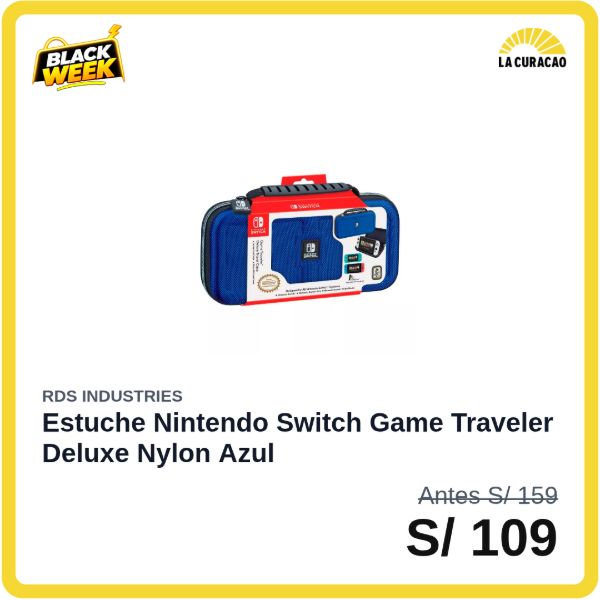 BLACK
WEEK
LA CURACAO
RDS INDUSTRIES
Estuche Nintendo Switch Game Traveler
Deluxe Nylon Azul
Antes S/ 159
S/ 109